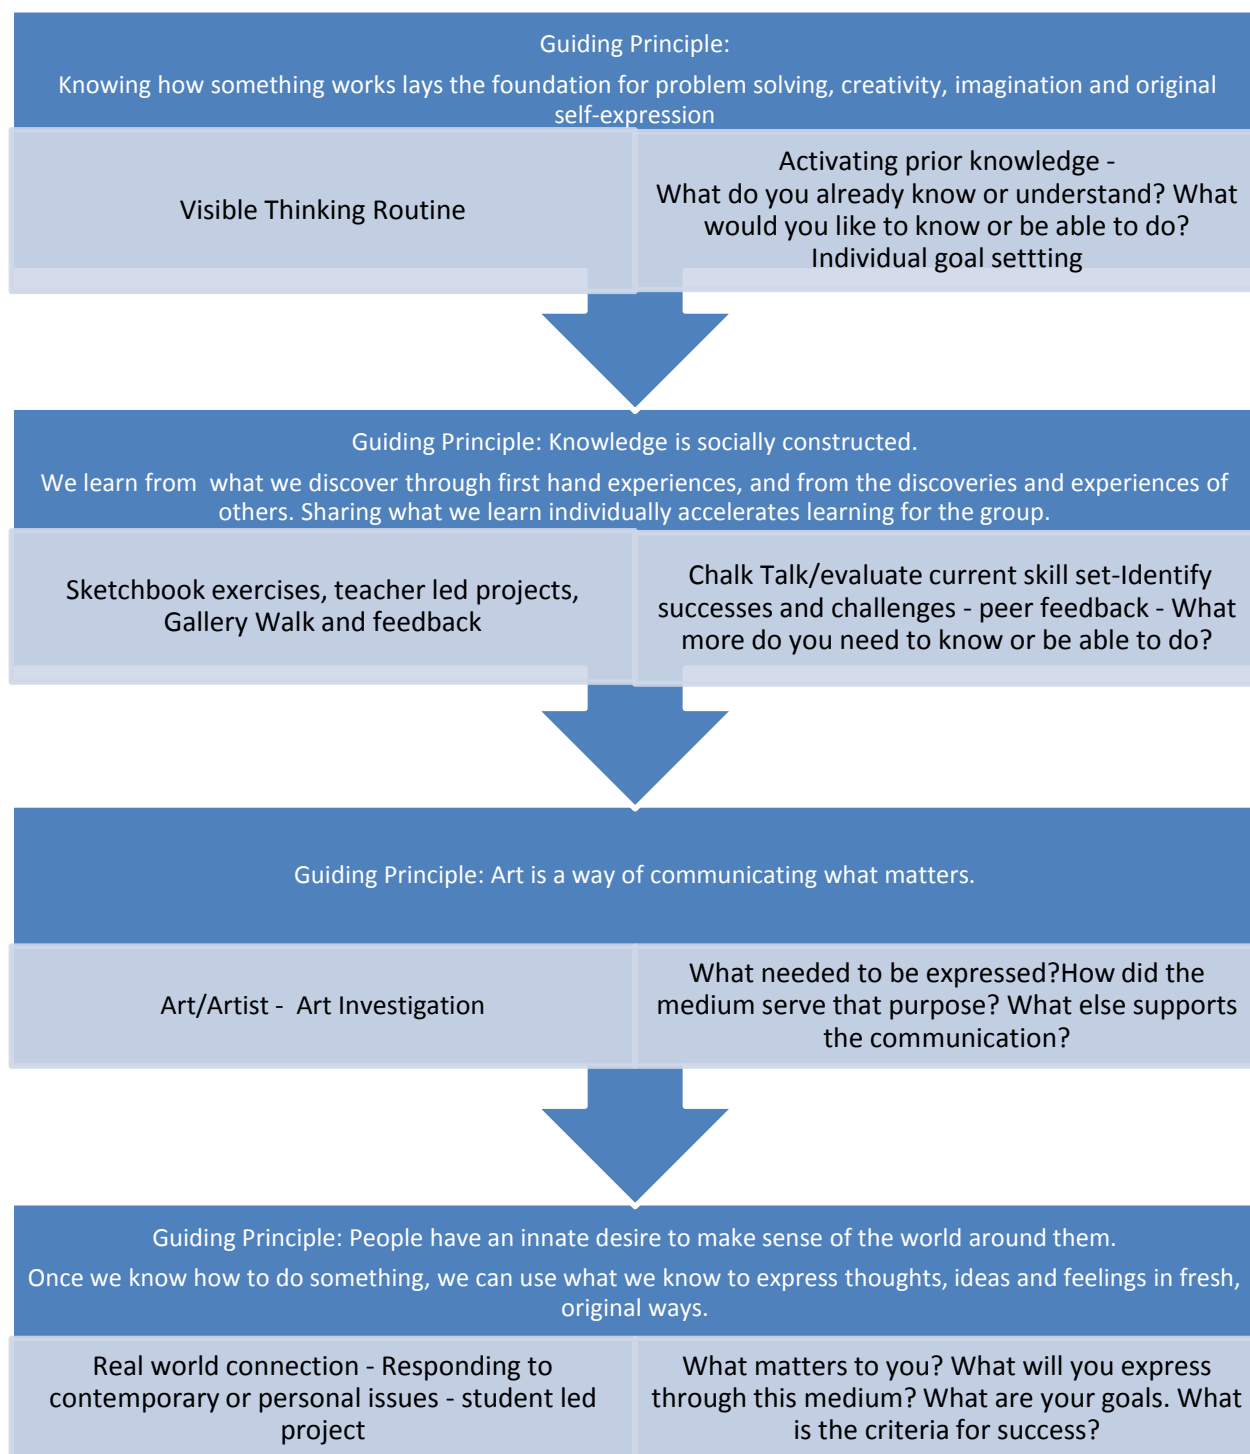 Guiding Principle:
Knowing how something works lays the foundation for problem solving, creativity, imagination and original
self-expression
Visible Thinking Routine
Activating prior knowledge -
What do you already know or understand? What
would you like to know or be able to do?
Individual goal settting
Guiding Principle: Knowledge is socially constructed.
We learn from  what we discover through first hand experiences, and from the discoveries and experiences of
others. Sharing what we learn individually accelerates learning for the group.
Sketchbook exercises, teacher led projects,
Gallery Walk and feedback
Chalk Talk/evaluate current skill set-Identify
successes and challenges - peer feedback - What
more do you need to know or be able to do?
Guiding Principle: Art is a way of communicating what matters.
Art/Artist -  Art Investigation
What needed to be expressed?How did the
medium serve that purpose? What else supports
the communication?
Guiding Principle: People have an innate desire to make sense of the world around them.
Once we know how to do something, we can use what we know to express thoughts, ideas and feelings in fresh,
original ways.
Real world connection - Responding to
contemporary or personal issues - student led
project
What matters to you? What will you express
through this medium? What are your goals. What
is the criteria for success?